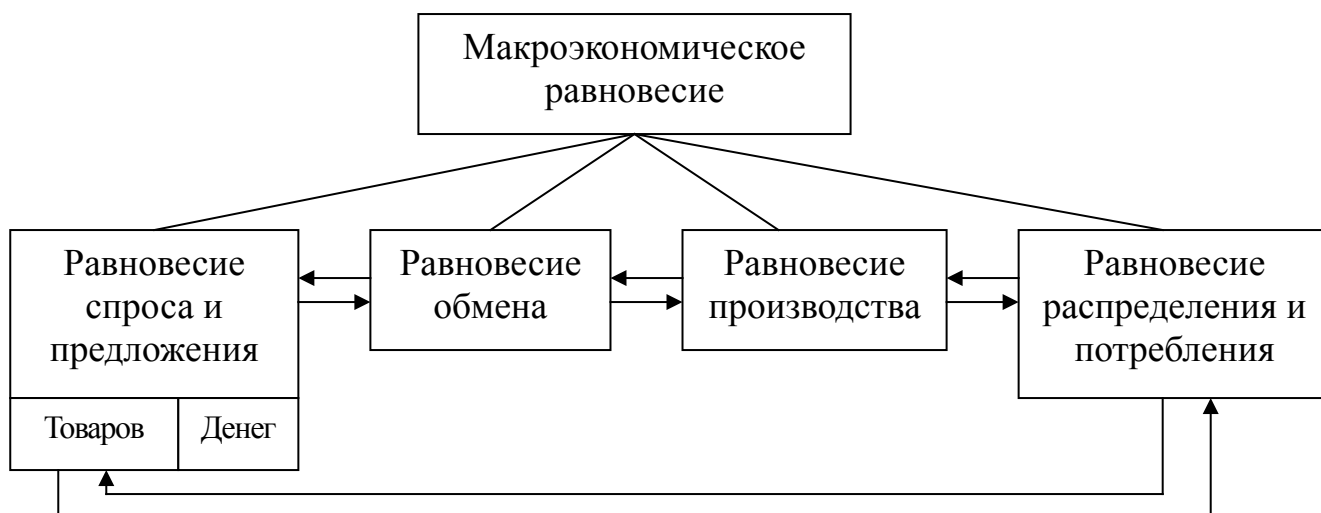 Макроэкономическое
равновесие
Равновесие
спроса и
предложения
Товаров
Денег
Равновесие
обмена
Равновесие
производства
Равновесие
распределения и
потребления